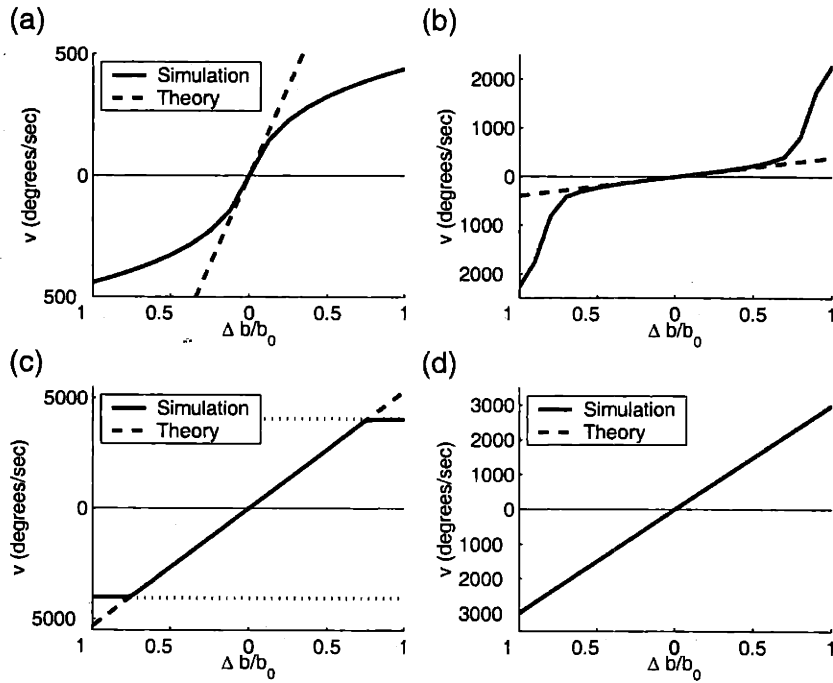 (a)
500
0
500
v (degrees/sec)
Simulation
Theory
1 0.5 0 0.5 1
Δ b/b0
(b)
2000
1000
0
1000
2000
v (degrees/sec)
1 0.5 0 0.5 1
Δ b/b0
(c)
5000
0
5000
v (degrees/sec)
Simulation
Theory
1 0.5 0 0.5 1
Δ b/b0
(d)
3000
2000
1000
0
1000
2000
3000
v (degrees/sec)
Simulation
Theory
1 0.5 0 0.5 1
Δ b/b0